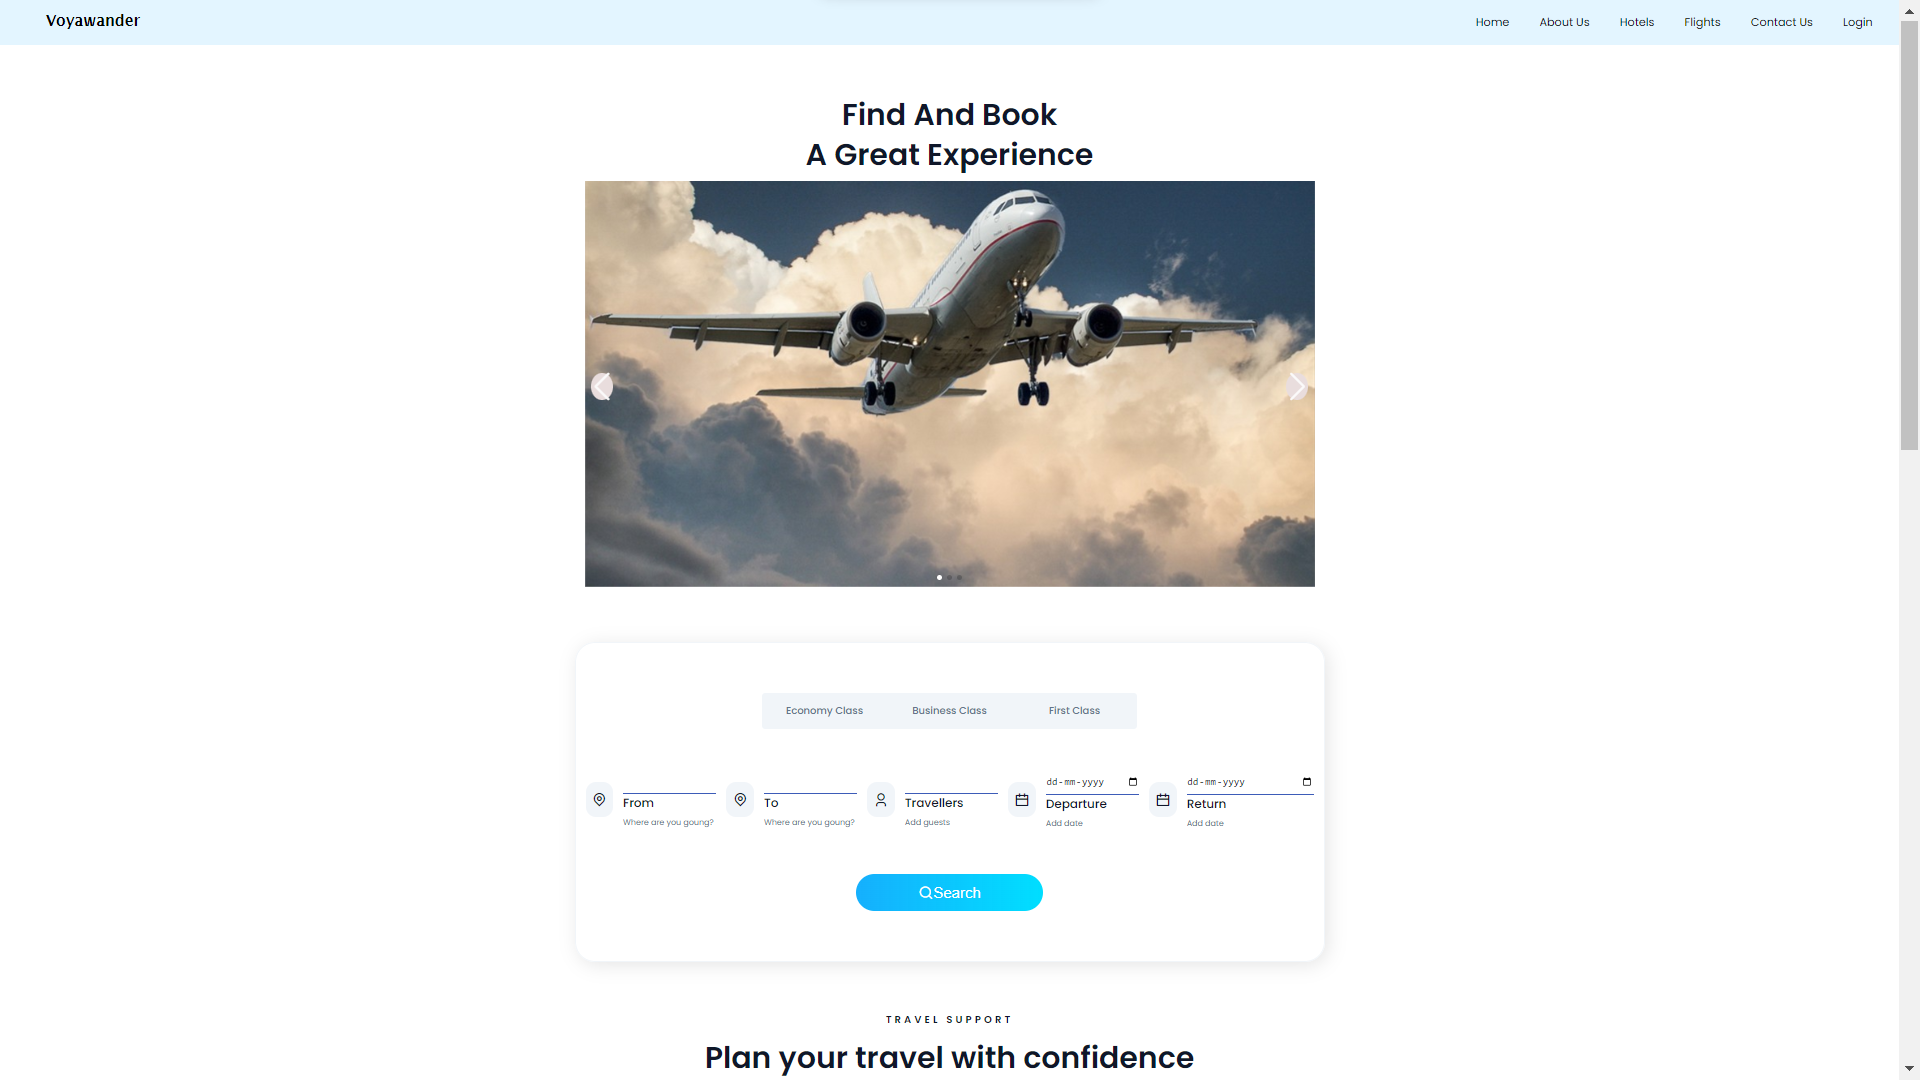 Voyawander
Home About Us Hotels Flights Contact Us Login
Find And Book
A Great Experience
Economy Class Business Class First Class
dd-mm-yyyy dd-mm-yyyy
From To Travellers Departure Return
Where are you goung? Where are you goung? Add guests Add date Add date
Search
TRAVEL SUPPORT
Plan your travel with confidence